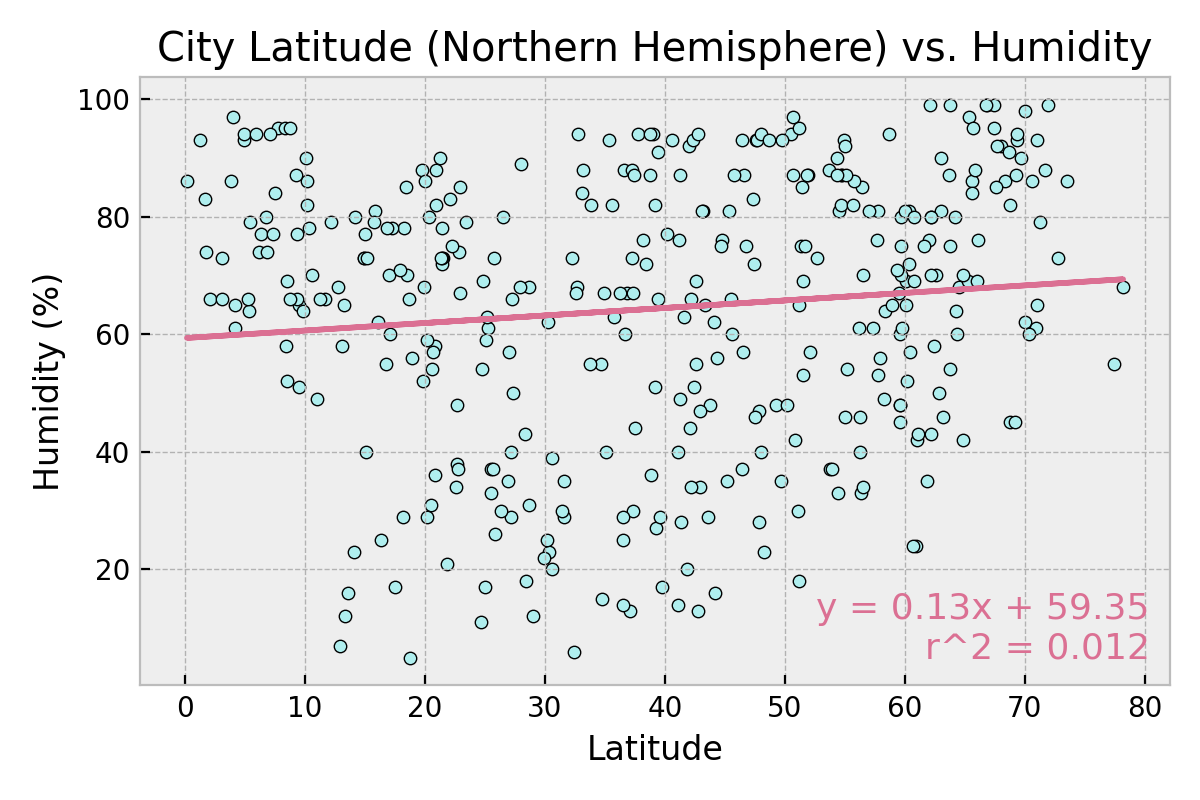 City Latitude (Northern Hemisphere) vs. Humidity
100
80
60
40
20
Humidity (%)
y = 0.13x + 59.35
r^2 = 0.012
0 10 20 30 40 50 60 70 80
Latitude